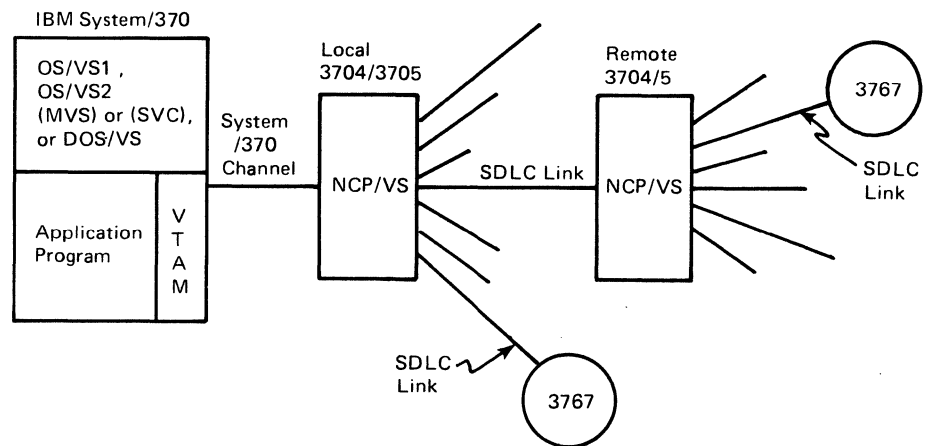 IBM System/370
OS/VS1 ,
OS/VS2
(MVS) or (SVC),
or DOS/VS
Application
Program
V
T
A
M
System
/370
Channel
Local
3704/3705
NCP/VS
SDLC Link
Remote
3704/5
NCP/VS
3767
SDLC
Link
SDLC
Link
3767